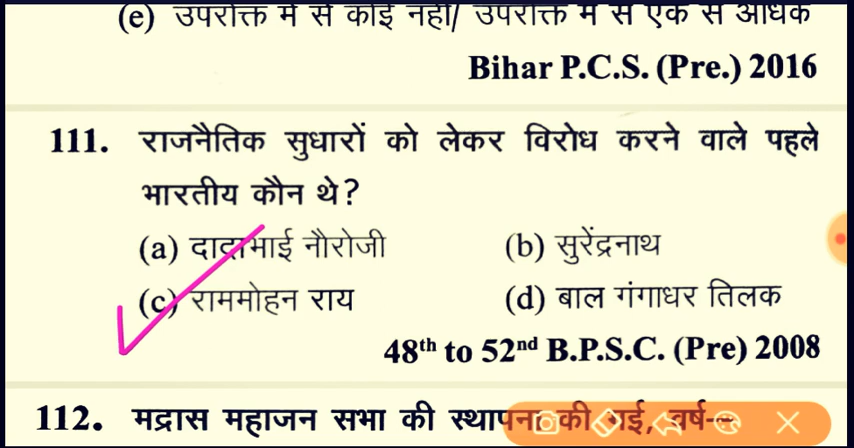 (e) उपरोक्त में से कोई नहीं/ उपरोक्त में से एक से अधिक
Bihar P.C.S. (Pre.) 2016
111. राजनैतिक सुधारों को लेकर विरोध करने वाले पहले
भारतीय कौन थे?
(a) दादाभाई नौरोजी (b) सुरेंद्रनाथ
(c) राममोहन राय (d) बाल गंगाधर तिलक
48th to 52nd B.P.S.C. (Pre) 2008
112. मद्रास महाजन सभा की स्थापना की गई, वर्ष-